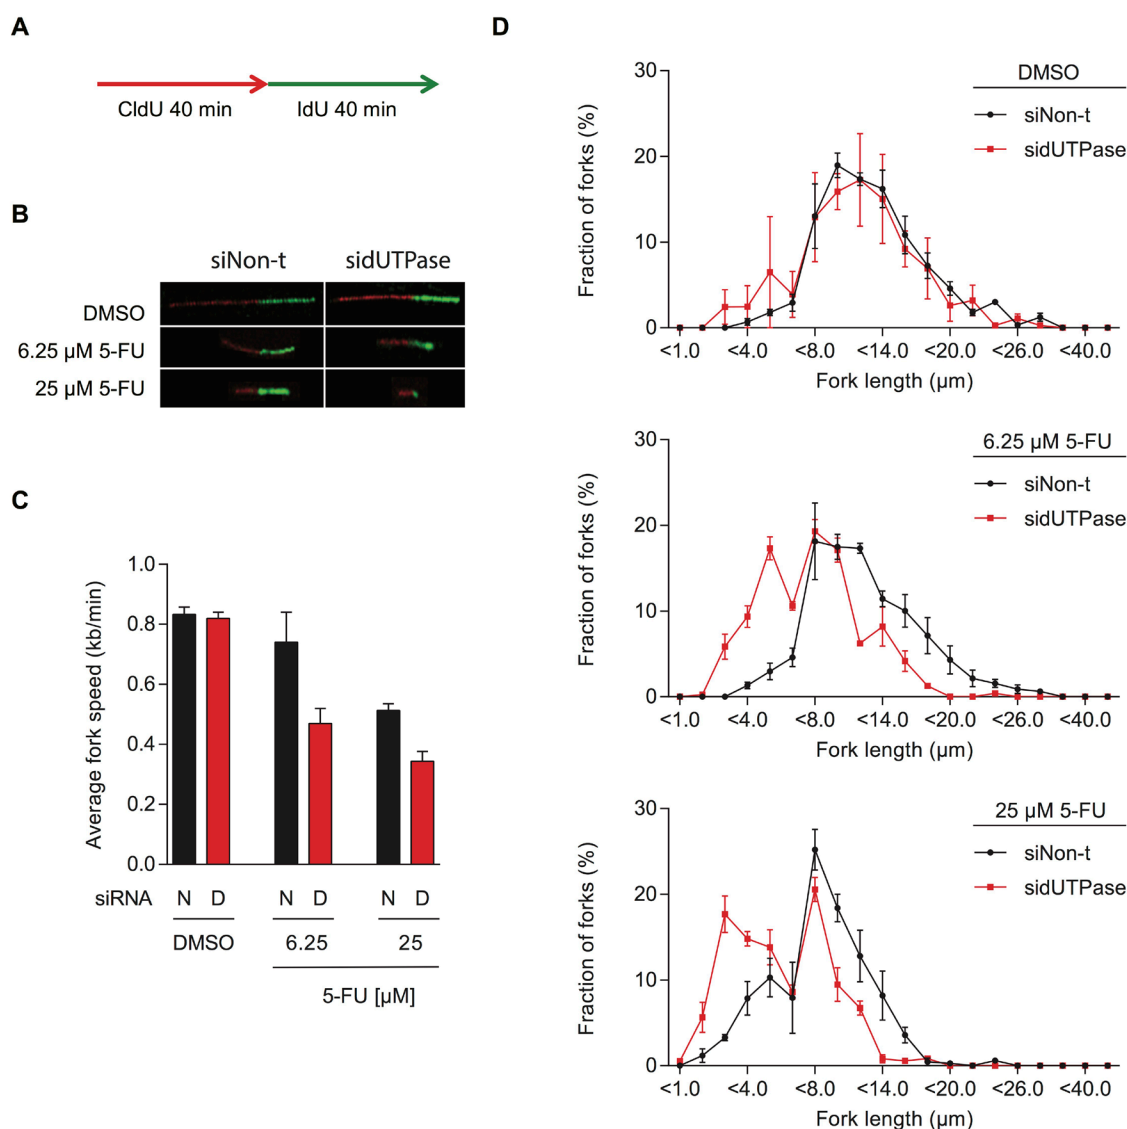 A
CldU 40 min
IdU 40 min
B
siNon-t
sidUTPase
DMSO
6.25 µM 5-FU
25 µM 5-FU
C
Average fork speed (kb/min)
1.0
0.8
0.6
0.4
0.2
0.0
siRNA N D N D N D
DMSO 6.25 25
5-FU [µM]
D
DMSO
siNon-t
sidUTPase
Fraction of forks (%)
30
20
10
0
<1.0 <4.0 <8.0 <14.0 <20.0 <26.0 <40.0
Fork length (µm)
6.25 µM 5-FU
siNon-t
sidUTPase
Fraction of forks (%)
30
20
10
0
<1.0 <4.0 <8.0 <14.0 <20.0 <26.0 <40.0
Fork length (µm)
25 µM 5-FU
siNon-t
sidUTPase
Fraction of forks (%)
30
20
10
0
<1.0 <4.0 <8.0 <14.0 <20.0 <26.0 <40.0
Fork length (µm)